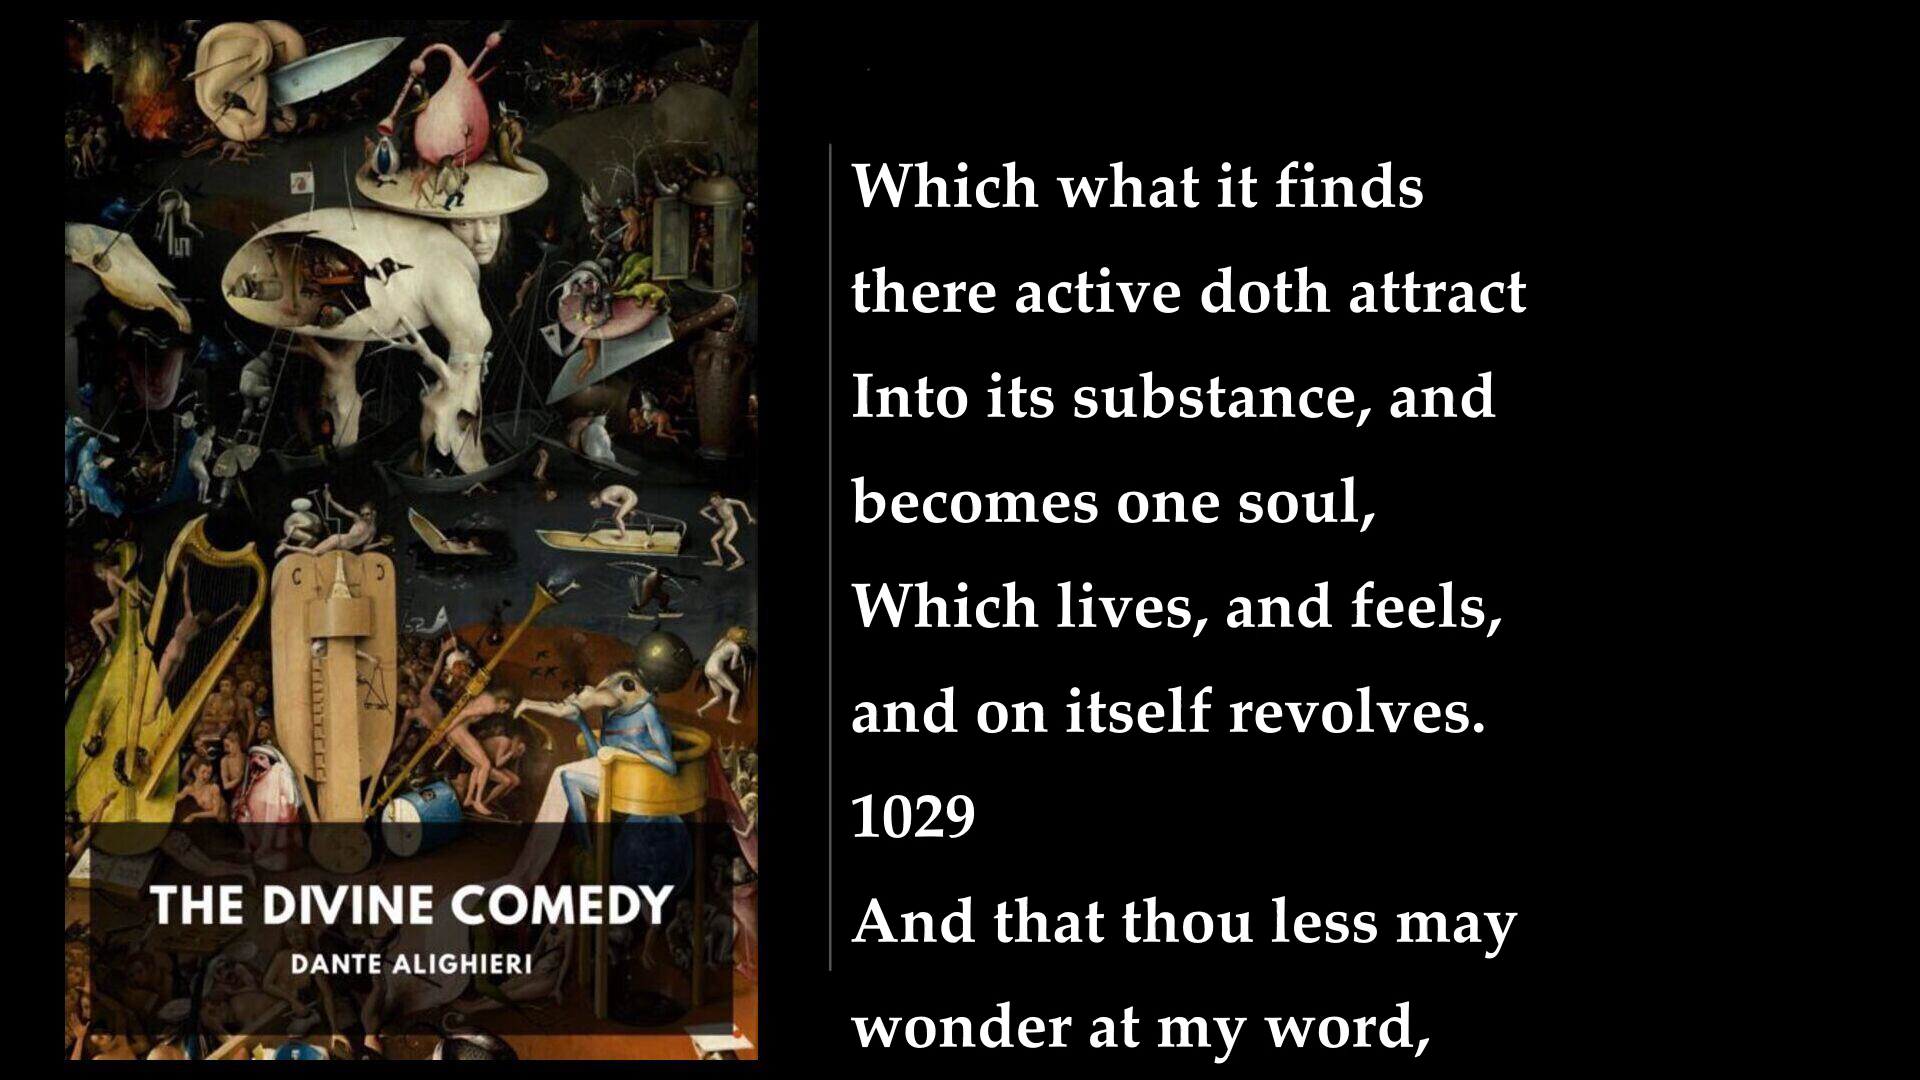 THE DIVINE COMEDY
DANTE ALIGHIERI
Which what it finds
there active doth attract
Into its substance, and
becomes one soul,
Which lives, and feels,
and on itself revolves.
1029
And that thou less may
wonder at my word,